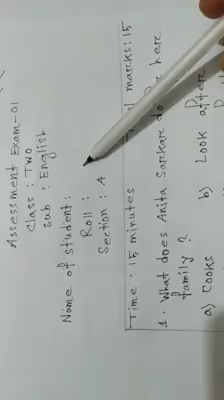 Assessment Exam-01
Class : Two
Sub : English
Name of student:
Roll :
Section : A
Time : 15 minutes marks:15
1. What does Anita Sarkar do here
family ?
a) Cooks b) Look after